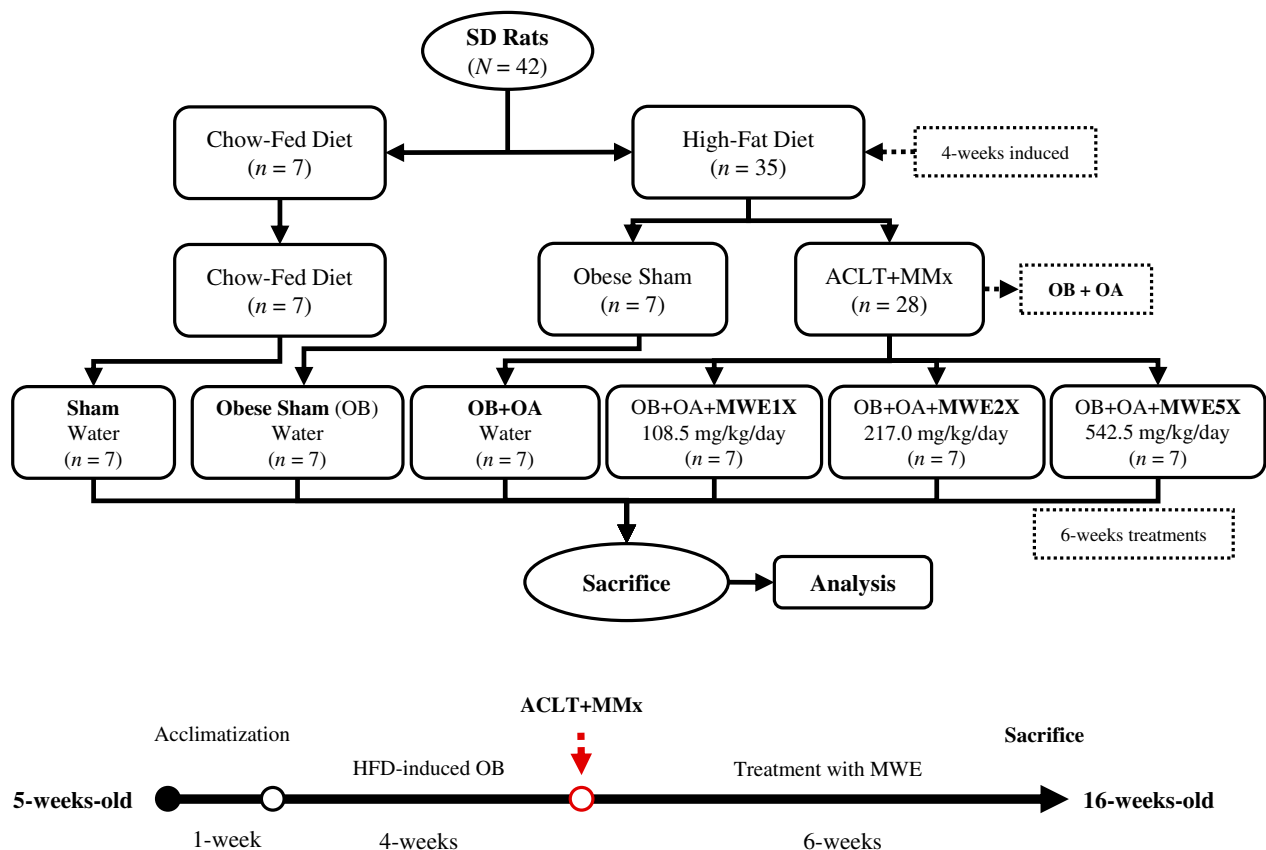 SD Rats
(N = 42)
Chow-Fed Diet
(n = 7)
High-Fat Diet
(n = 35)
4-weeks induced
Chow-Fed Diet
(n = 7)
Obese Sham
(n = 7)
ACLT+MMx
(n = 28)
OB + OA
Sham
Water
(n = 7)
Obese Sham (OB)
Water
(n = 7)
OB+OA
Water
(n = 7)
OB+OA+MWE1X
108.5 mg/kg/day
(n = 7)
OB+OA+MWE2X
217.0 mg/kg/day
(n = 7)
OB+OA+MWE5X
542.5 mg/kg/day
(n = 7)
6-weeks treatments
Sacrifice
Analysis
ACLT+MMx
Acclimatization
Sacrifice
HFD-induced OB
Treatment with MWE
5-weeks-old
16-weeks-old
1-week
4-weeks
6-weeks